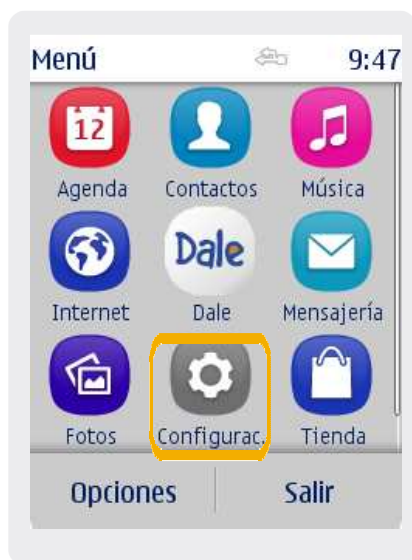 Menú 9:47
12
Agenda Contactos Música
Dale
Internet Dale Mensajería
Fotos Configurac. Tienda
Opciones Salir